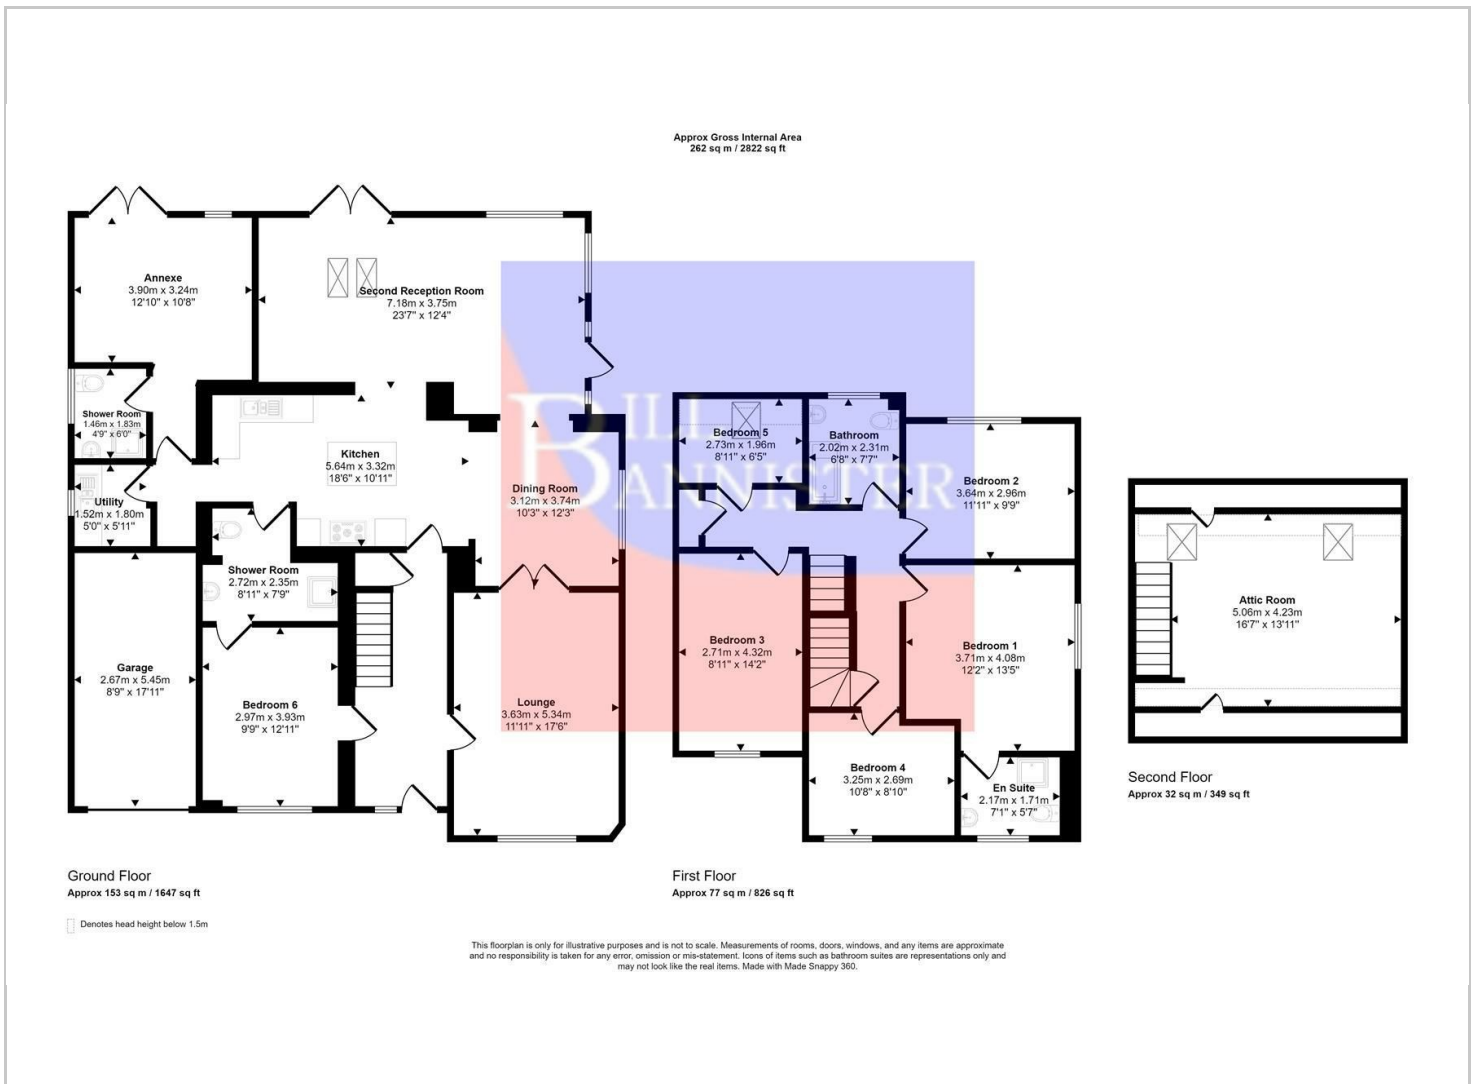 Approx Gross Internal Area
262 sq m / 2822 sq ft
Annexe
3.90m x 3.24m
12'10" x 10'8"
Second Reception Room
7.18m x 3.75m
23'7" x 12'4"
Shower Room
1.46m x 1.83m
4'9" x 6'0"
Kitchen
5.64m x 3.32m
18'6" x 10'11"
Utility
1.52m x 1.80m
5'0" x 5'11"
Dining Room
3.12m x 3.74m
10'3" x 12'3"
Shower Room
2.72m x 2.35m
8'11" x 7'9"
Garage
2.67m x 5.45m
8'9" x 17'11"
Bedroom 6
2.97m x 3.93m
9'9" x 12'11"
Lounge
3.63m x 5.34m
11'11" x 17'6"
BILL
BANNISTER
Bedroom 5
2.73m x 1.96m
8'11" x 6'5"
Bathroom
2.02m x 2.31m
6'8" x 7'7"
Bedroom 2
3.64m x 2.96m
11'11" x 9'9"
Bedroom 3
2.71m x 4.32m
8'11" x 14'2"
Bedroom 1
3.71m x 4.08m
12'2" x 13'5"
Bedroom 4
3.25m x 2.69m
10'8" x 8'10"
En Suite
2.17m x 1.71m
7'1" x 5'7"
Attic Room
5.06m x 4.23m
16'7" x 13'11"
Second Floor
Approx 32 sq m / 349 sq ft
Ground Floor
Approx 153 sq m / 1647 sq ft
First Floor
Approx 77 sq m / 826 sq ft
Denotes head height below 1.5m
This floorplan is only for illustrative purposes and is not to scale. Measurements of rooms, doors, windows, and any items are approximate
and no responsibility is taken for any error, omission or mis-statement. Icons of items such as bathroom suites are representations only and
may not look like the real items. Made with Made Snappy 360.